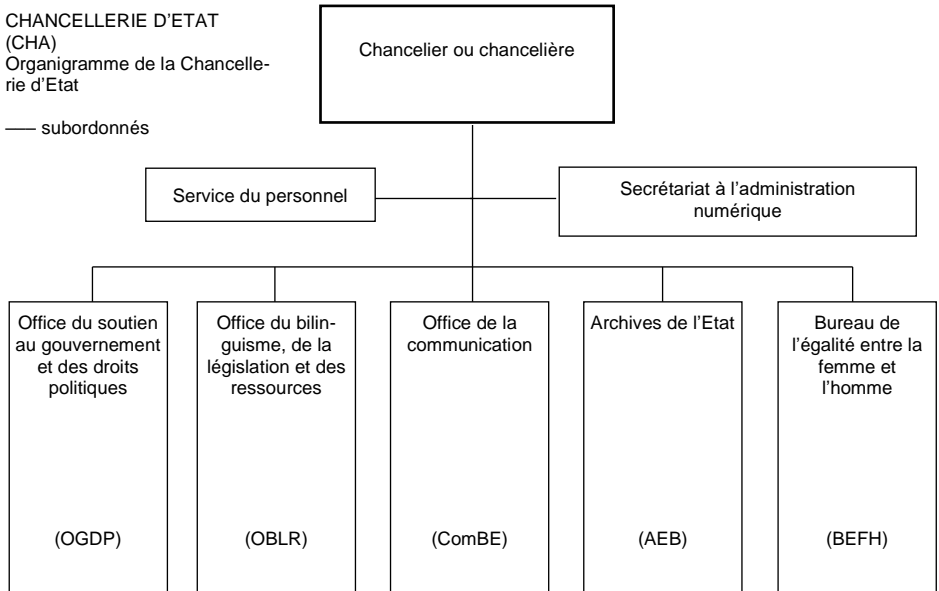 CHANCELLERIE D'ETAT
(CHA)
Organigramme de la Chancelle-
rie d'Etat
—– subordonnés
Chancelier ou chancelière
Service du personnel
Secrétariat à l'administration
numérique
Office du soutien
au gouvernement
et des droits
politiques
(OGDP)
Office du bilin-
guisme, de la
législation et des
ressources
(OBLR)
Office de la
communication
(ComBE)
Archives de l'Etat
(AEB)
Bureau de
l'égalité entre la
femme et
l'homme
(BEFH)